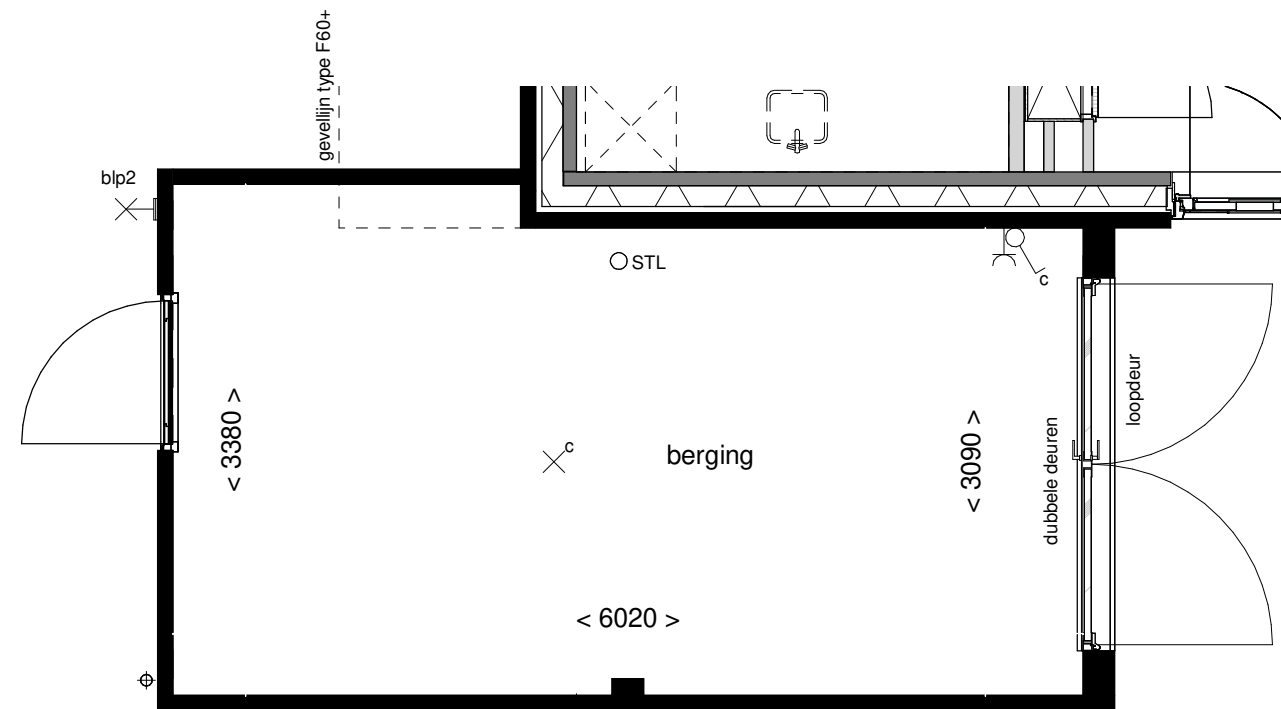 gevellijn type F60+
blp2
STL
c
< 3380 >
c
berging
< 3090 >
dubbele deuren
loopdeur
< 6020 >